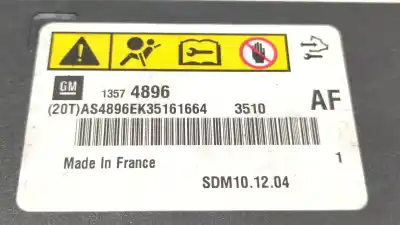 GM 1357 4896
(20T)AS4896EK35161664 3510 AF
Made In France 1
SDM10.12.04